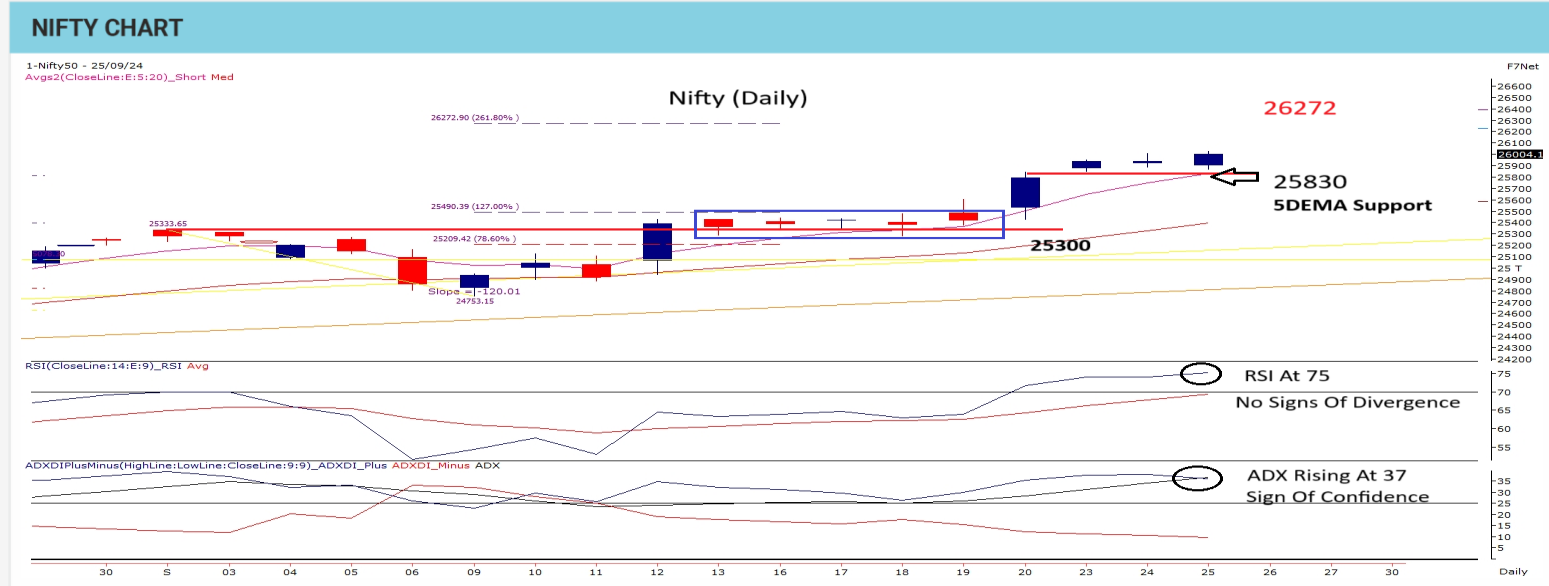 NIFTY CHART
1-Nifty50 - 25/09/24
F7Net
Avgs2(CloseLine:E:5:20)_Short Med
Nifty (Daily)
26272
26272.90 (261.80% )
25830
5DEMA Support
25490.39 (127.00% )
25333.65
25209.42 (78.60% )
25300
Slope = -120.01
24753.15
26600
26500
26400
26300
26200
26100
26004.1
25900
25800
25700
25600
25500
25400
25300
25200
25100
25 T
24900
24800
24700
24600
24500
24400
24300
24200
RSI(CloseLine:14:E:9)_RSI Avg
RSI At 75
No Signs Of Divergence
75
70
65
60
55
ADXDIPlusMinus(HighLine:LowLine:CloseLine:9:9)_ADXDI_Plus ADXDI_Minus ADX
ADX Rising At 37
Sign Of Confidence
35
30
25
20
15
10
5
30 S 03 04 05 06 09 10 11 12 13 16 17 18 19 20 23 24 25 26 27 30 Daily